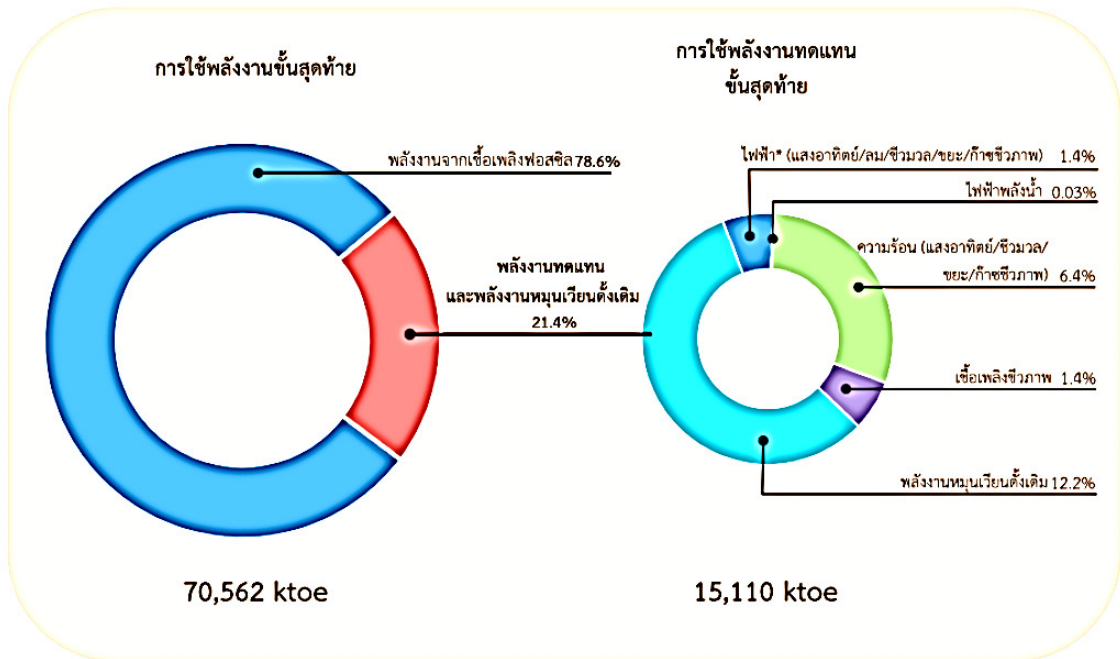 การใช้พลังงานขั้นสุดท้าย
พลังงานจากเชื้อเพลิงฟอสซิล 78.6%
พลังงานทดแทน
และพลังงานหมุนเวียนดั้งเดิม
21.4%
70,562 ktoe
การใช้พลังงานทดแทน
ขั้นสุดท้าย
ไฟฟ้า* (แสงอาทิตย์/ลม/ชีวมวล/ขยะ/ก๊าซชีวภาพ) 1.4%
ไฟฟ้าพลังน้ำ 0.03%
ความร้อน (แสงอาทิตย์/ชีวมวล/
ขยะ/ก๊าซชีวภาพ) 6.4%
เชื้อเพลิงชีวภาพ 1.4%
พลังงานหมุนเวียนดั้งเดิม 12.2%
15,110 ktoe